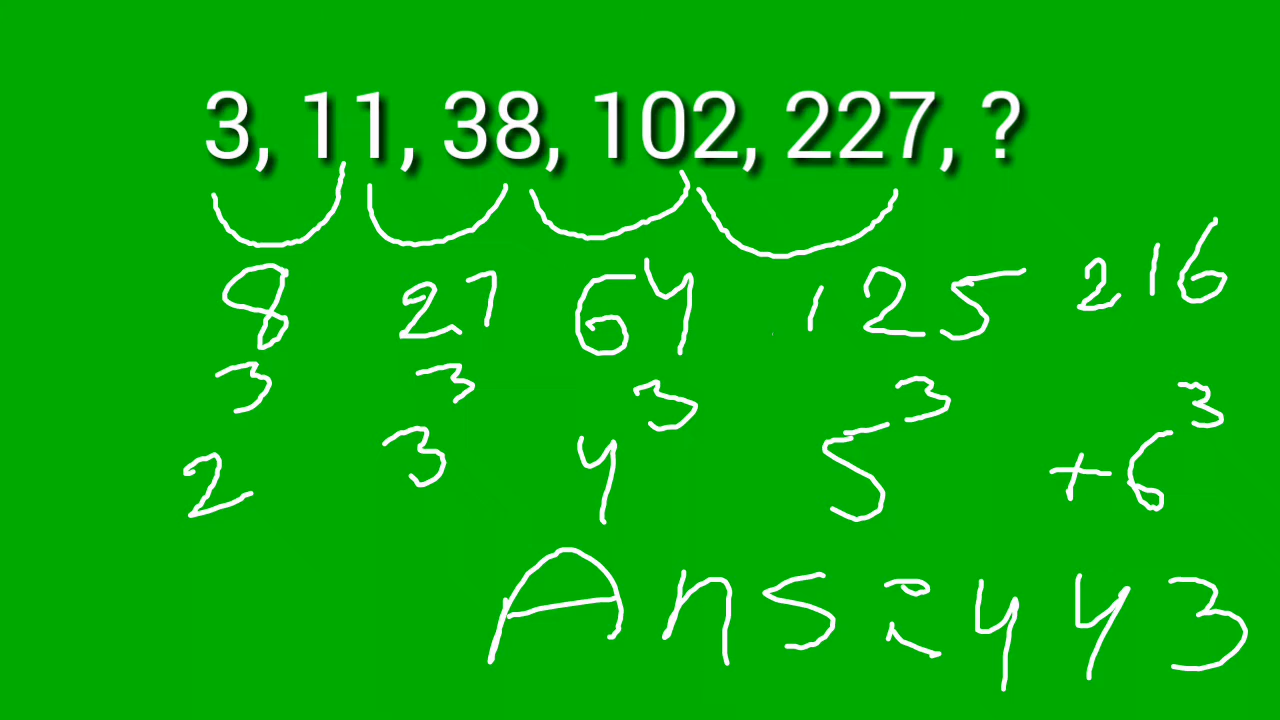 3, 11, 38, 102, 227, ?
8 27 64 125 216
3 3 3 3 3
2 3 4 5 +6
Ans = 443